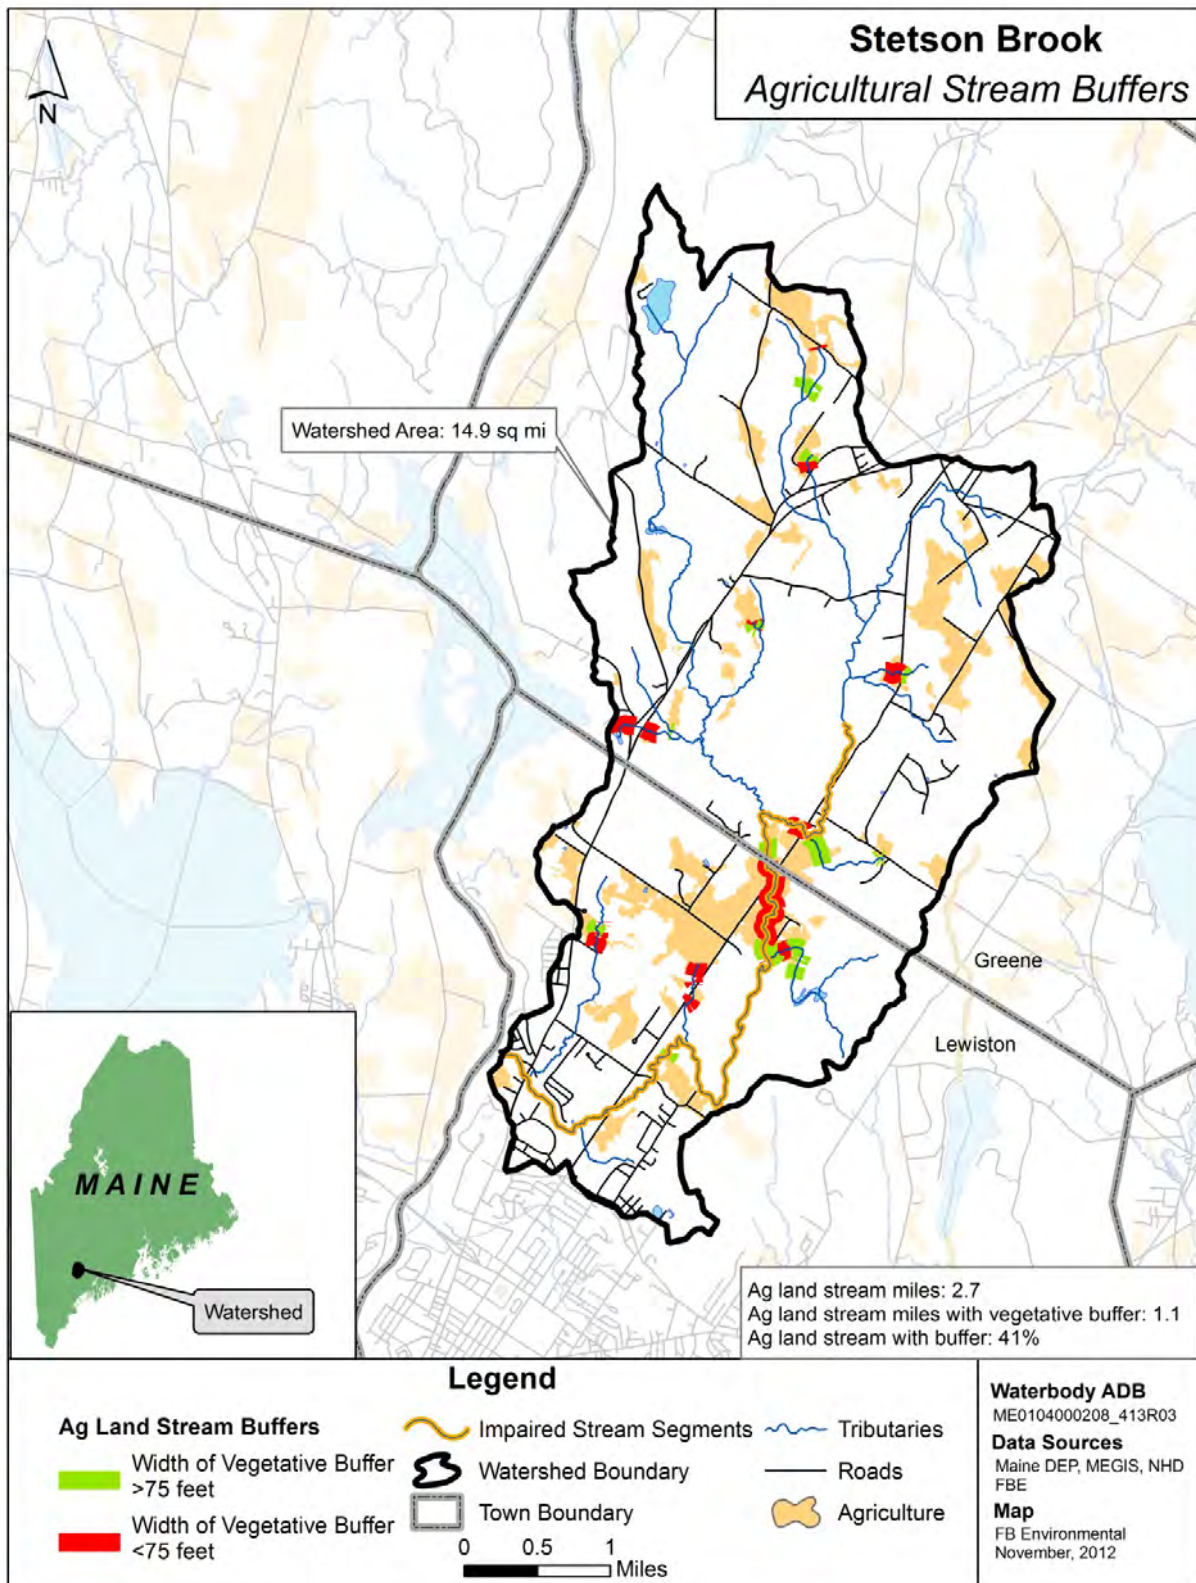 Stetson Brook
Agricultural Stream Buffers
N
Watershed Area: 14.9 sq mi
Greene
Lewiston
MAINE
Watershed
Ag land stream miles: 2.7
Ag land stream miles with vegetative buffer: 1.1
Ag land stream with buffer: 41%
Legend
Ag Land Stream Buffers
Width of Vegetative Buffer
>75 feet
Width of Vegetative Buffer
<75 feet
Impaired Stream Segments
Watershed Boundary
Town Boundary
0 0.5 1
Miles
Tributaries
Roads
Agriculture
Waterbody ADB
ME0104000208_413R03
Data Sources
Maine DEP, MEGIS, NHD
FBE
Map
FB Environmental
November, 2012